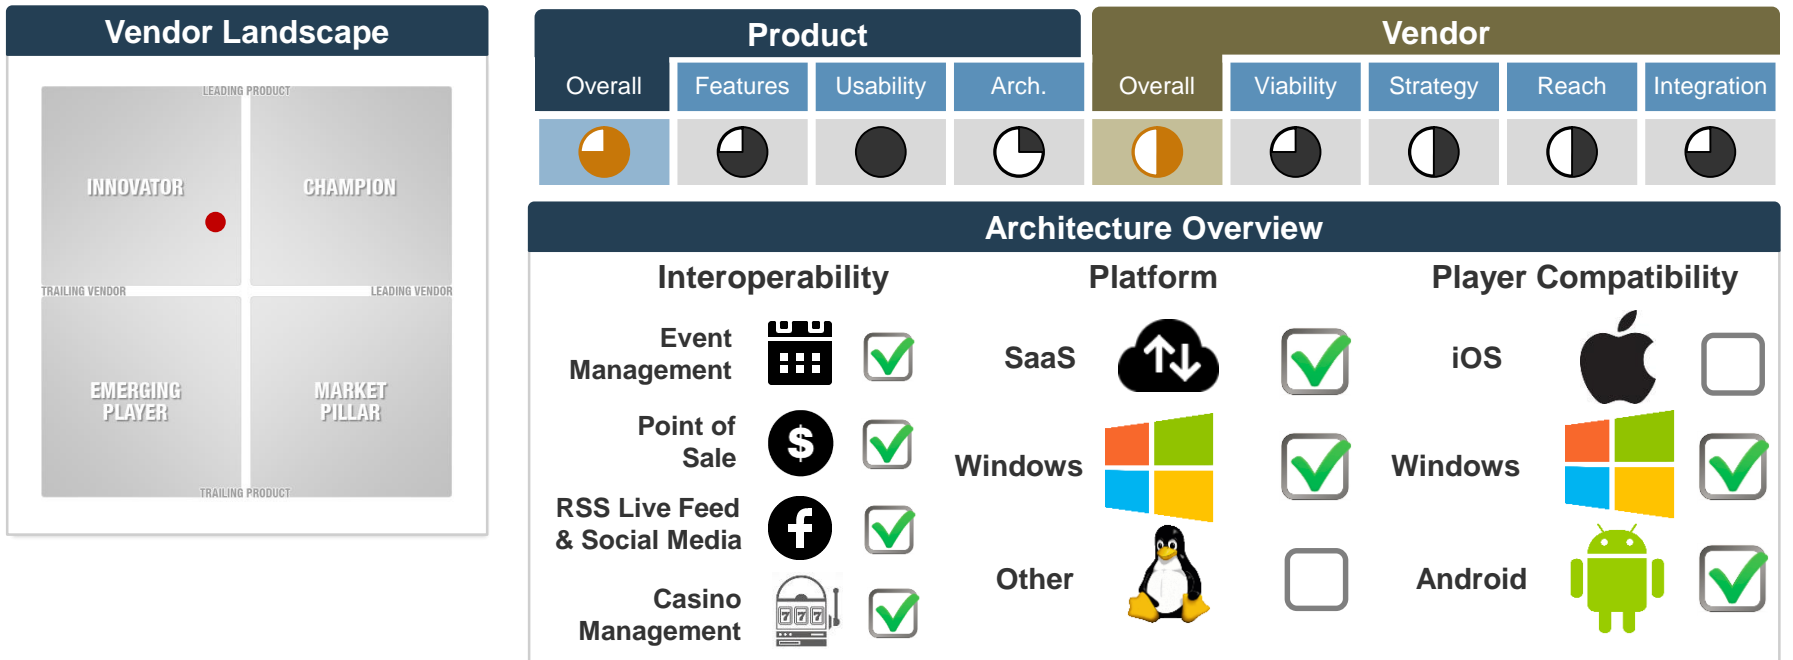 Vendor Landscape
LEADING PRODUCT
INNOVATOR
CHAMPION
TRAILING VENDOR
LEADING VENDOR
EMERGING
PLAYER
MARKET
PILLAR
TRAILING PRODUCT
Product
Vendor
Overall
Features
Usability
Arch.
Overall
Viability
Strategy
Reach
Integration
Architecture Overview
Interoperability
Event
Management
Point of
Sale
$
RSS Live Feed
& Social Media
f
Casino
Management
777
Platform
SaaS
Windows
Other
Player Compatibility
iOS
Windows
Android